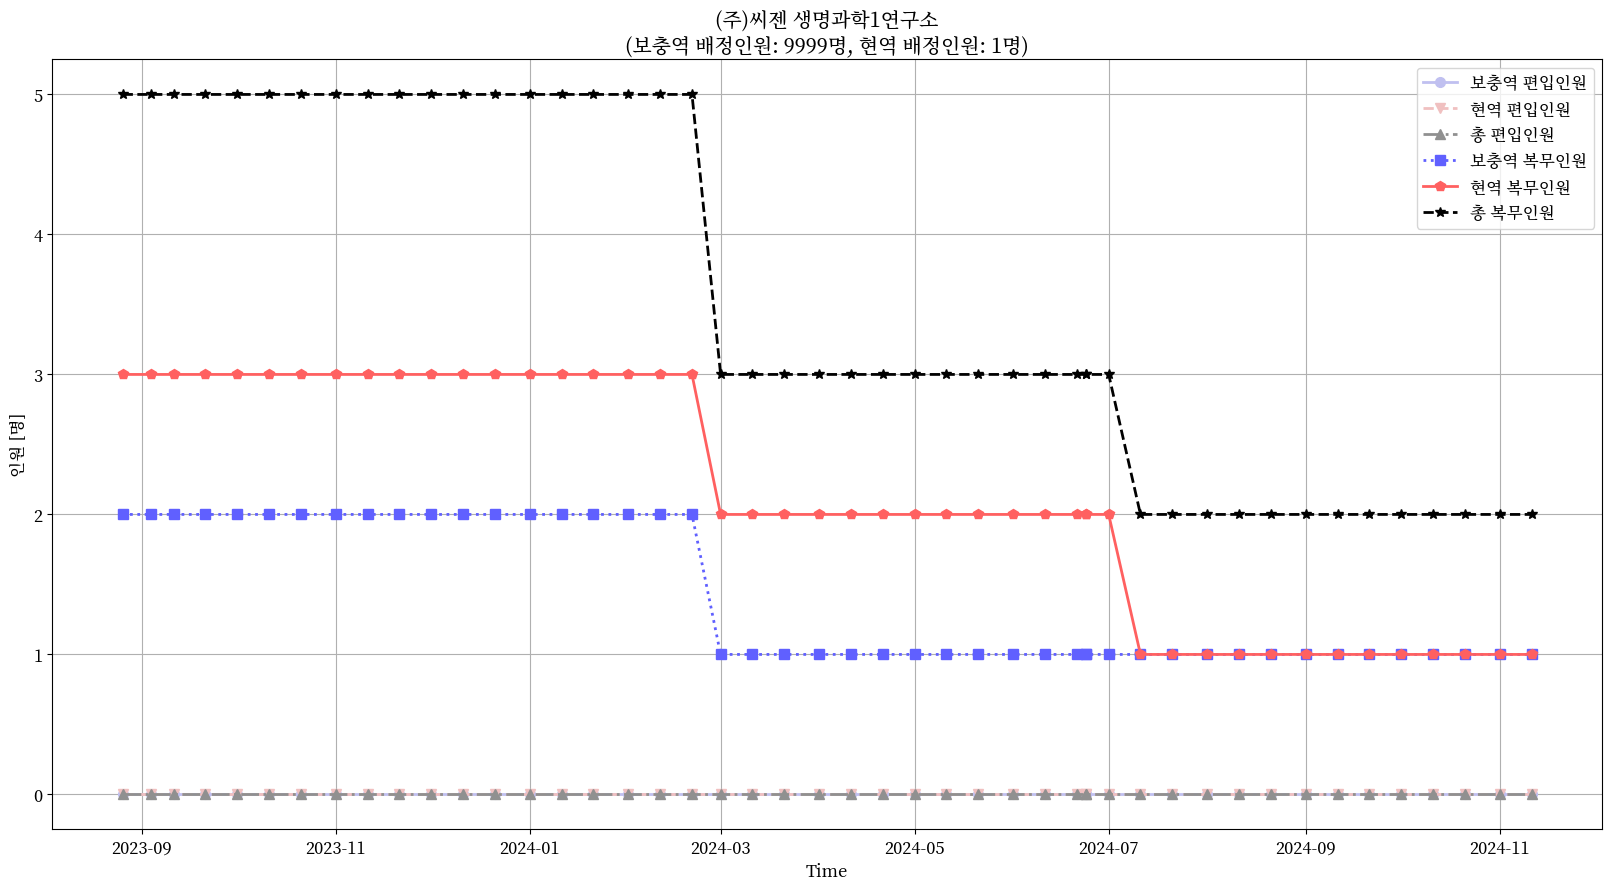 (주)씨젠 생명과학1연구소
(보충역 배정인원: 9999명, 현역 배정인원: 1명)
보충역 편입인원
현역 편입인원
총 편입인원
보충역 복무인원
현역 복무인원
총 복무인원
인원 [명]
5
4
3
2
1
0
2023-09
2023-11
2024-01
2024-03
2024-05
2024-07
2024-09
2024-11
Time